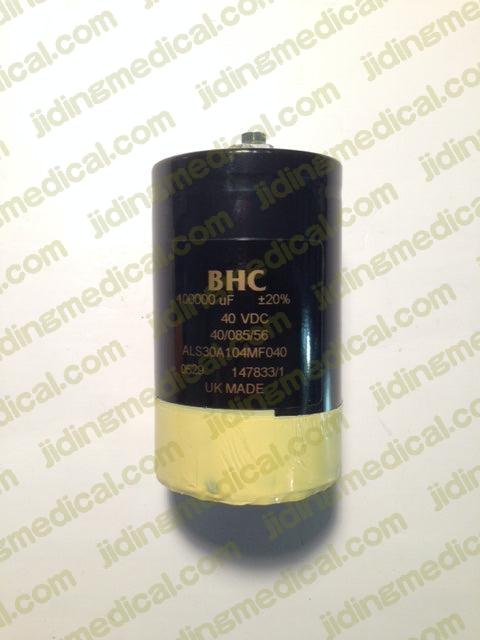 BHC
100000 uF ±20%
40 VDC
40/085/56
ALS30A104MF040
0529 147833/1
UK MADE
jidingmedical.com